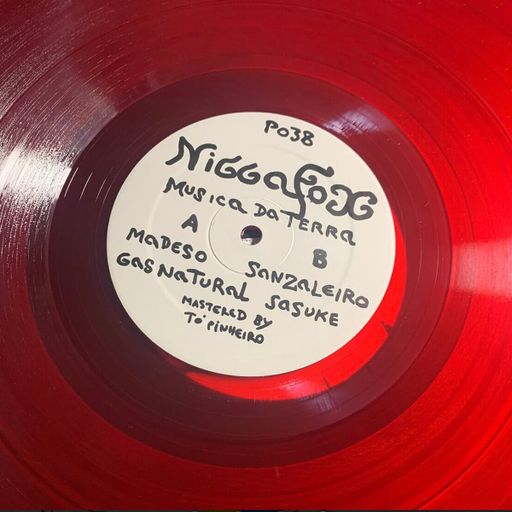 P038
NiGGAFOX
MUSICA DA TERRA
A B
MADESO SANZALEIRO
GAS NATURAL SASUKE
MASTERED BY
TÓ PiNHEiRO